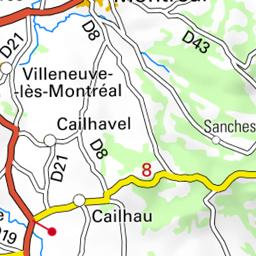 D8
D21
D43
Villeneuve-
-lès-Montréal
Cailhavel
Sanches
D8
D21
8
Cailhau